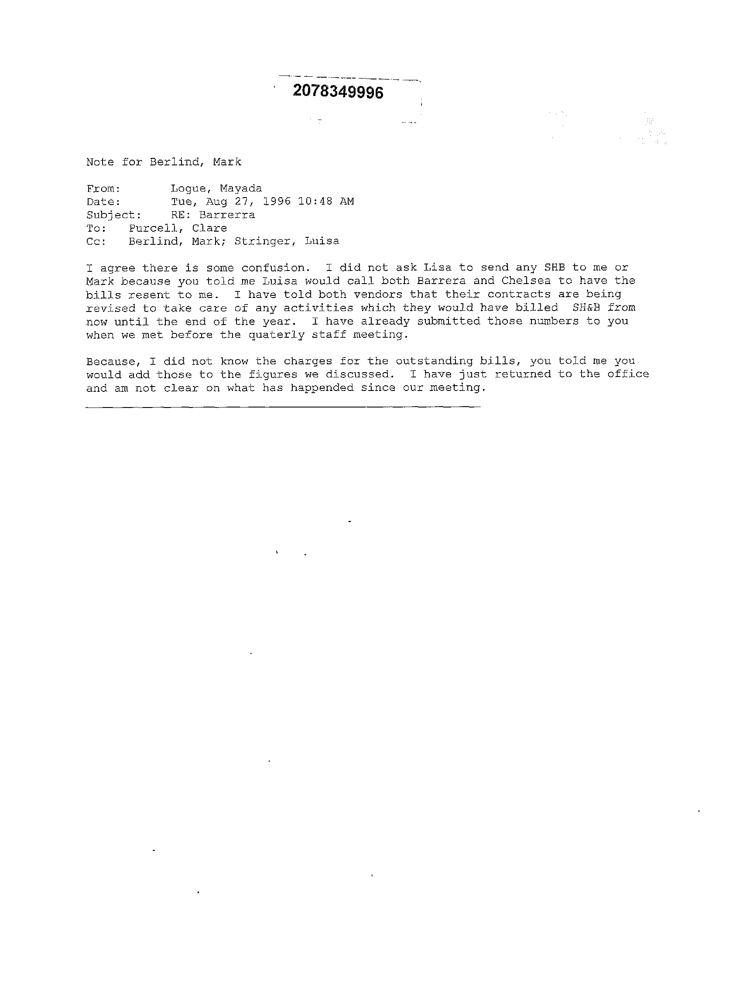 2078349996
Note for Berlind, Mark
From: Logue, Mayada
Date: Tue, Aug 27, 1996 10:48 AM
Subject: RE: Barrerra
To: Purcell, Clare
Cc: Berlind, Mark; Stringer, Luisa
I agree there is some confusion. I did not ask Lisa to send any SHB to me or
Mark because you told me Luisa would call both Barrera and Chelsea to have the
bills resent to me. I have told both vendors that their contracts are being
revised to take care of any activities which they would have billed SH&B from
now until the end of the year. I have already submitted those numbers to you
when we met before the quaterly staff meeting.
Because, I did not know the charges for the outstanding bills, you told me you
would add those to the figures we discussed. I have just returned to the office
and am not clear on what has happended since our meeting.